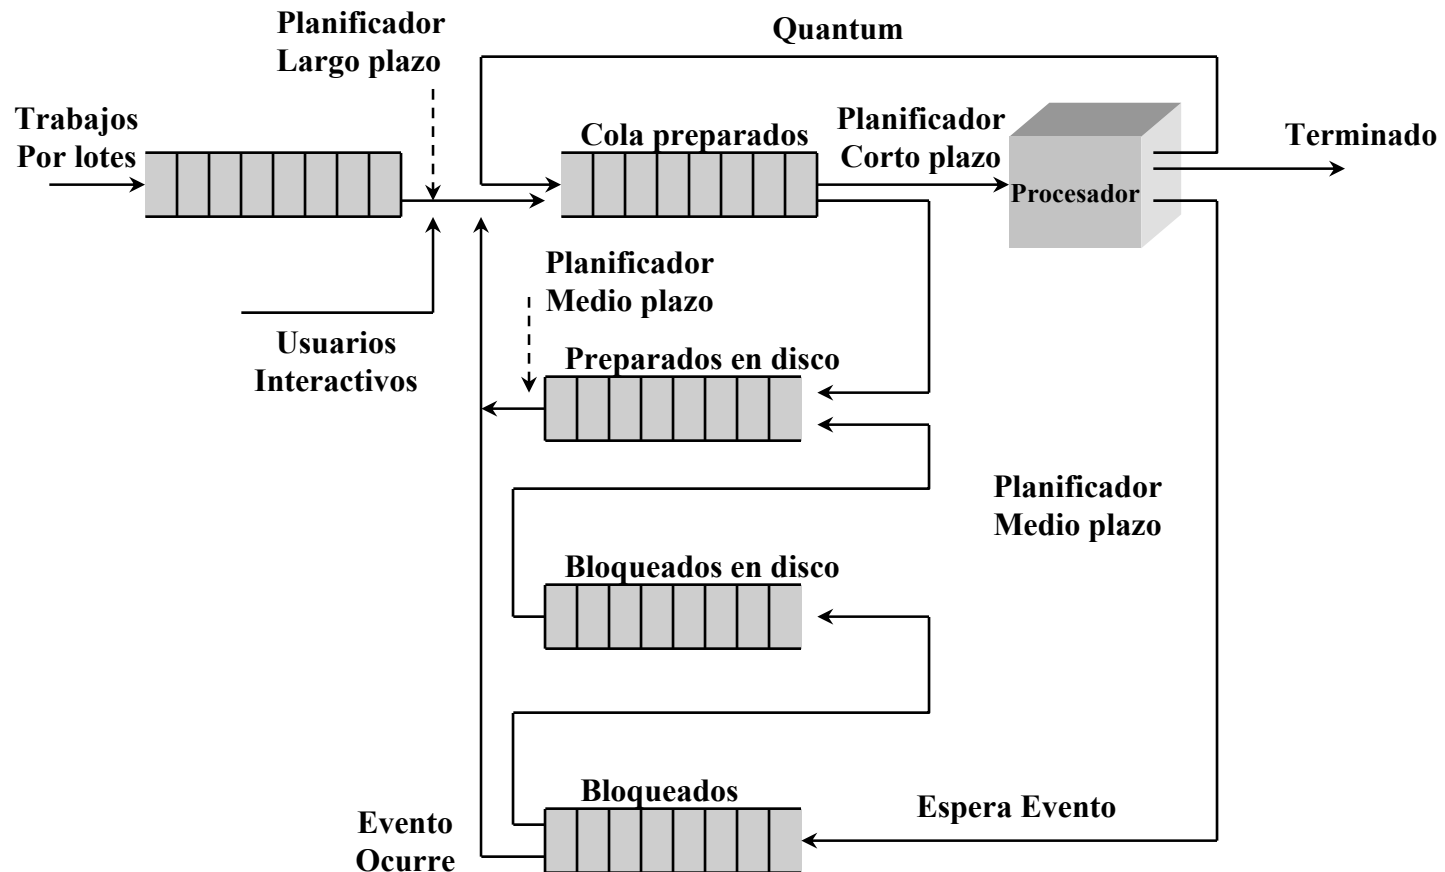 Planificador
Largo plazo
Quantum
Trabajos
Por lotes
Cola preparados
Planificador
Corto plazo
Procesador
Terminado
Planificador
Medio plazo
Usuarios
Interactivos
Preparados en disco
Planificador
Medio plazo
Bloqueados en disco
Bloqueados
Espera Evento
Evento
Ocurre